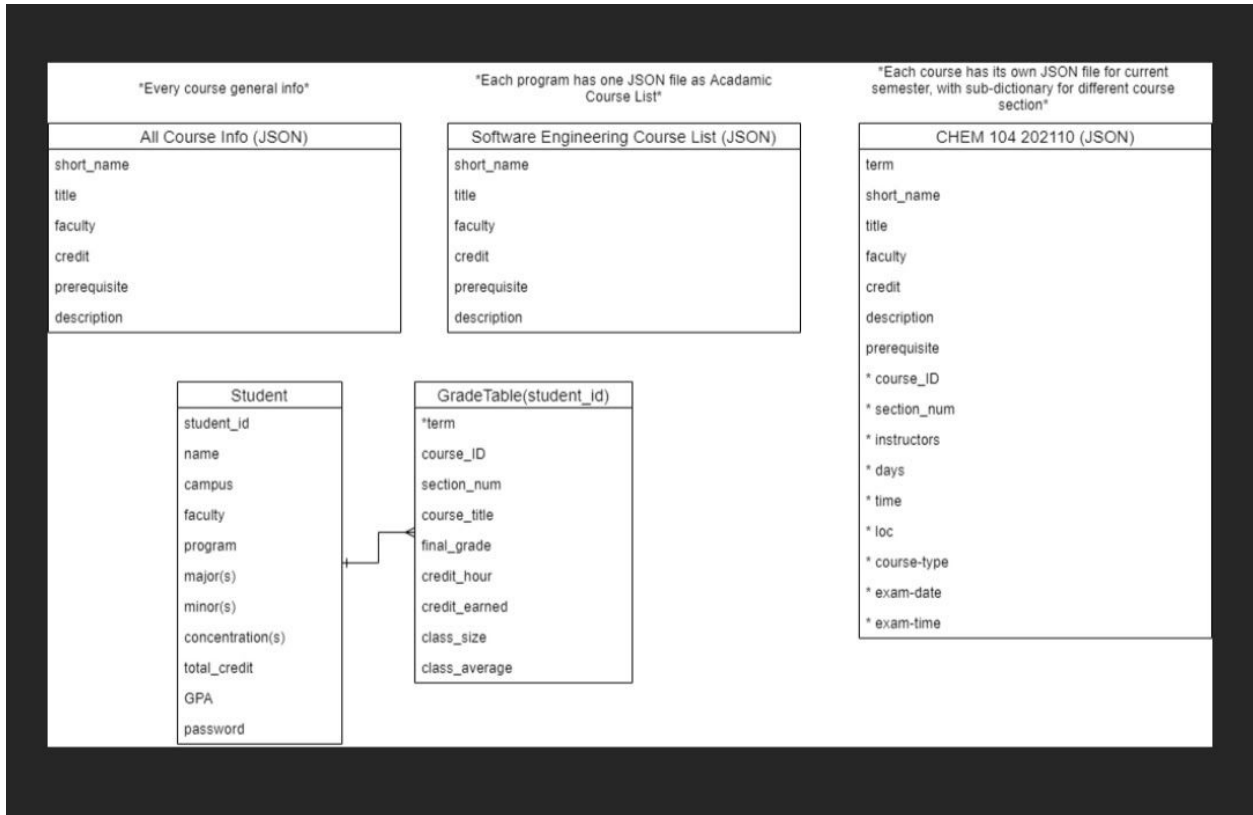 *Every course general info*
*Each program has one JSON file as Acadamic
Course List*
*Each course has its own JSON file for current
semester, with sub-dictionary for different course
section*
All Course Info (JSON)
short_name
title
faculty
credit
prerequisite
description
Software Engineering Course List (JSON)
short_name
title
faculty
credit
prerequisite
description
CHEM 104 202110 (JSON)
term
short_name
title
faculty
credit
description
prerequisite
* course_ID
* section_num
* instructors
* days
* time
* loc
* course-type
* exam-date
* exam-time
Student
student_id
name
campus
faculty
program
major(s)
minor(s)
concentration(s)
total_credit
GPA
password
GradeTable(student_id)
*term
course_ID
section_num
course_title
final_grade
credit_hour
credit_earned
class_size
class_average